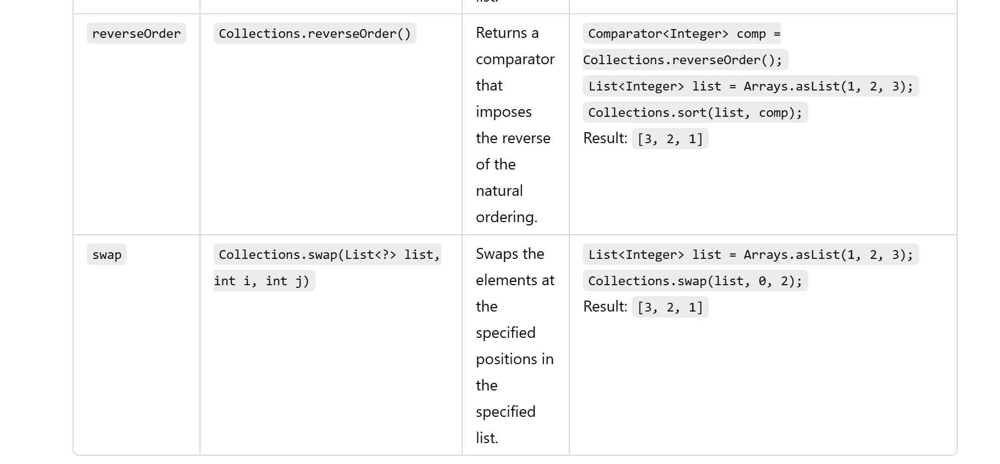 list.
reverseOrder
Collections.reverseOrder()
Returns a
comparator
that
imposes
the reverse
of the
natural
ordering.
Comparator<Integer> comp =
Collections.reverseOrder();
List<Integer> list = Arrays.asList(1, 2, 3);
Collections.sort(list, comp);
Result: [3, 2, 1]
swap
Collections.swap(List<?> list,
int i, int j)
Swaps the
elements at
the
specified
positions in
the
specified
list.
List<Integer> list = Arrays.asList(1, 2, 3);
Collections.swap(list, 0, 2);
Result: [3, 2, 1]